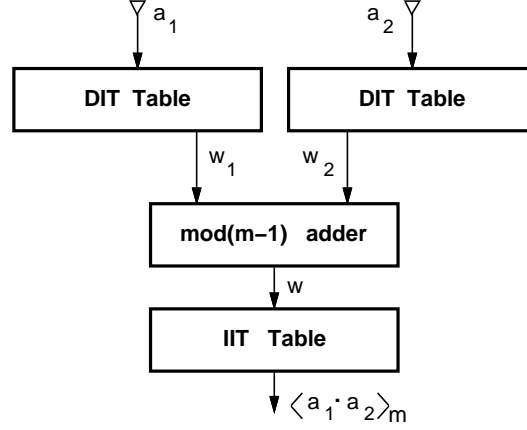 a1 a2
DIT Table DIT Table
w1 w2
mod(m−1) adder
w
IIT Table
⟨a1 · a2⟩m